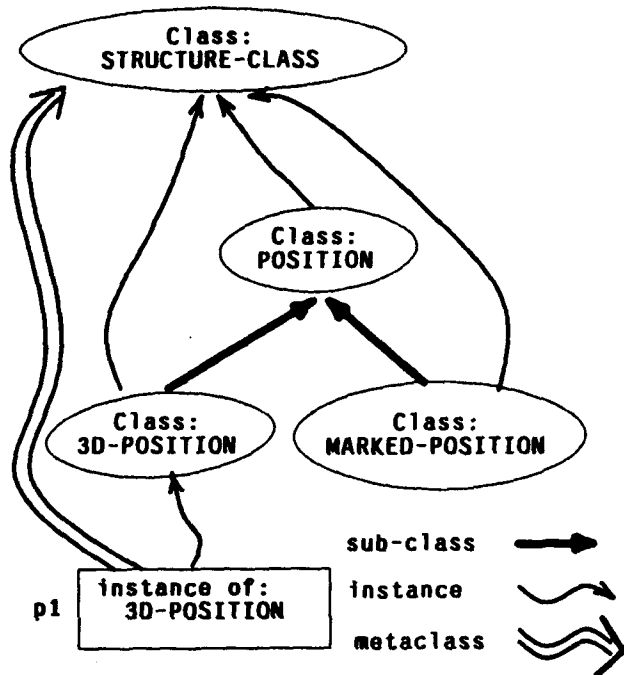 Class:
STRUCTURE-CLASS
Class:
POSITION
Class:
3D-POSITION
Class:
MARKED-POSITION
p1
instance of:
3D-POSITION
sub-class
instance
metaclass